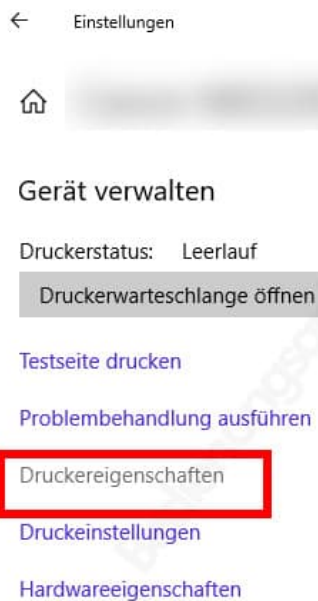 Einstellungen
Gerät verwalten
Druckerstatus: Leerlauf
Druckerwarteschlange öffnen
Testseite drucken
Problembehandlung ausführen
Druckereigenschaften
Druckeinstellungen
Hardwareeigenschaften